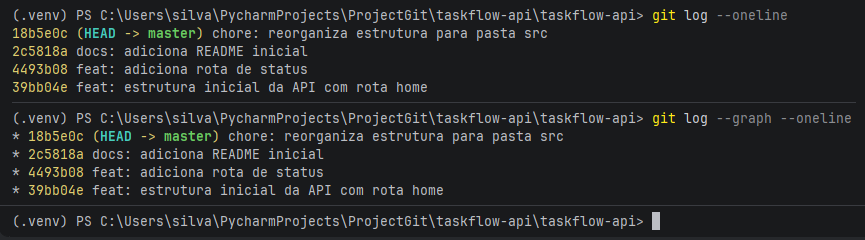 (.venv) PS C:\Users\silva\PycharmProjects\ProjectGit\taskflow-api\taskflow-api> git log --oneline
18b5e0c (HEAD -> master) chore: reorganiza estrutura para pasta src
2c5818a docs: adiciona README inicial
4493b08 feat: adiciona rota de status
39bb04e feat: estrutura inicial da API com rota home
(.venv) PS C:\Users\silva\PycharmProjects\ProjectGit\taskflow-api\taskflow-api> git log --graph --oneline
* 18b5e0c (HEAD -> master) chore: reorganiza estrutura para pasta src
* 2c5818a docs: adiciona README inicial
* 4493b08 feat: adiciona rota de status
* 39bb04e feat: estrutura inicial da API com rota home
(.venv) PS C:\Users\silva\PycharmProjects\ProjectGit\taskflow-api\taskflow-api>